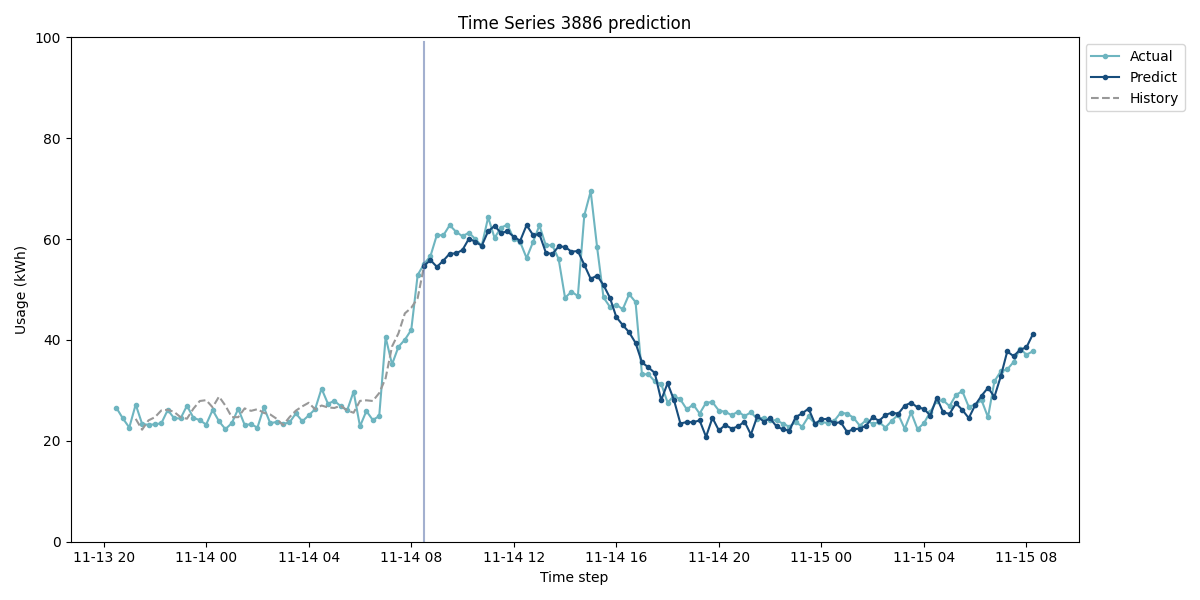 Time Series 3886 prediction
Usage (kWh)
100
80
60
40
20
0
11-13 20
11-14 00
11-14 04
11-14 08
11-14 12
11-14 16
11-14 20
11-15 00
11-15 04
11-15 08
Time step
Actual
Predict
History